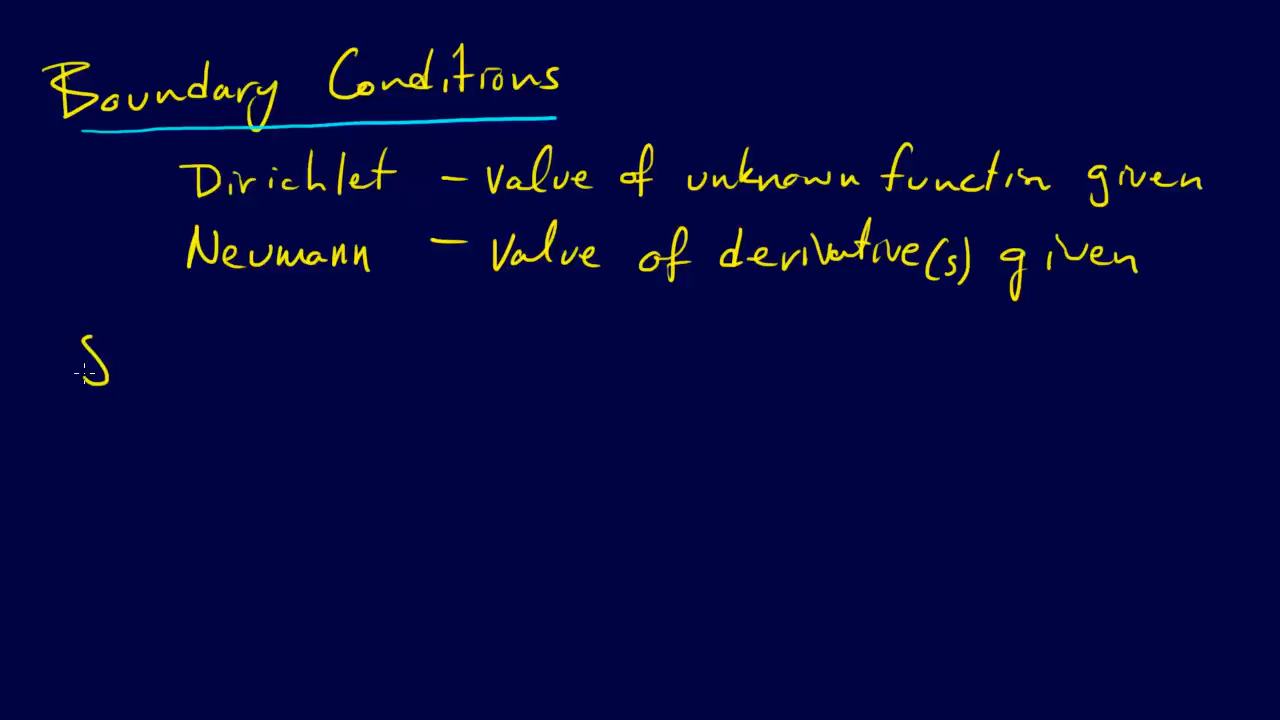 Boundary Conditions
Dirichlet - value of unknown function given
Neumann - value of derivative(s) given
S